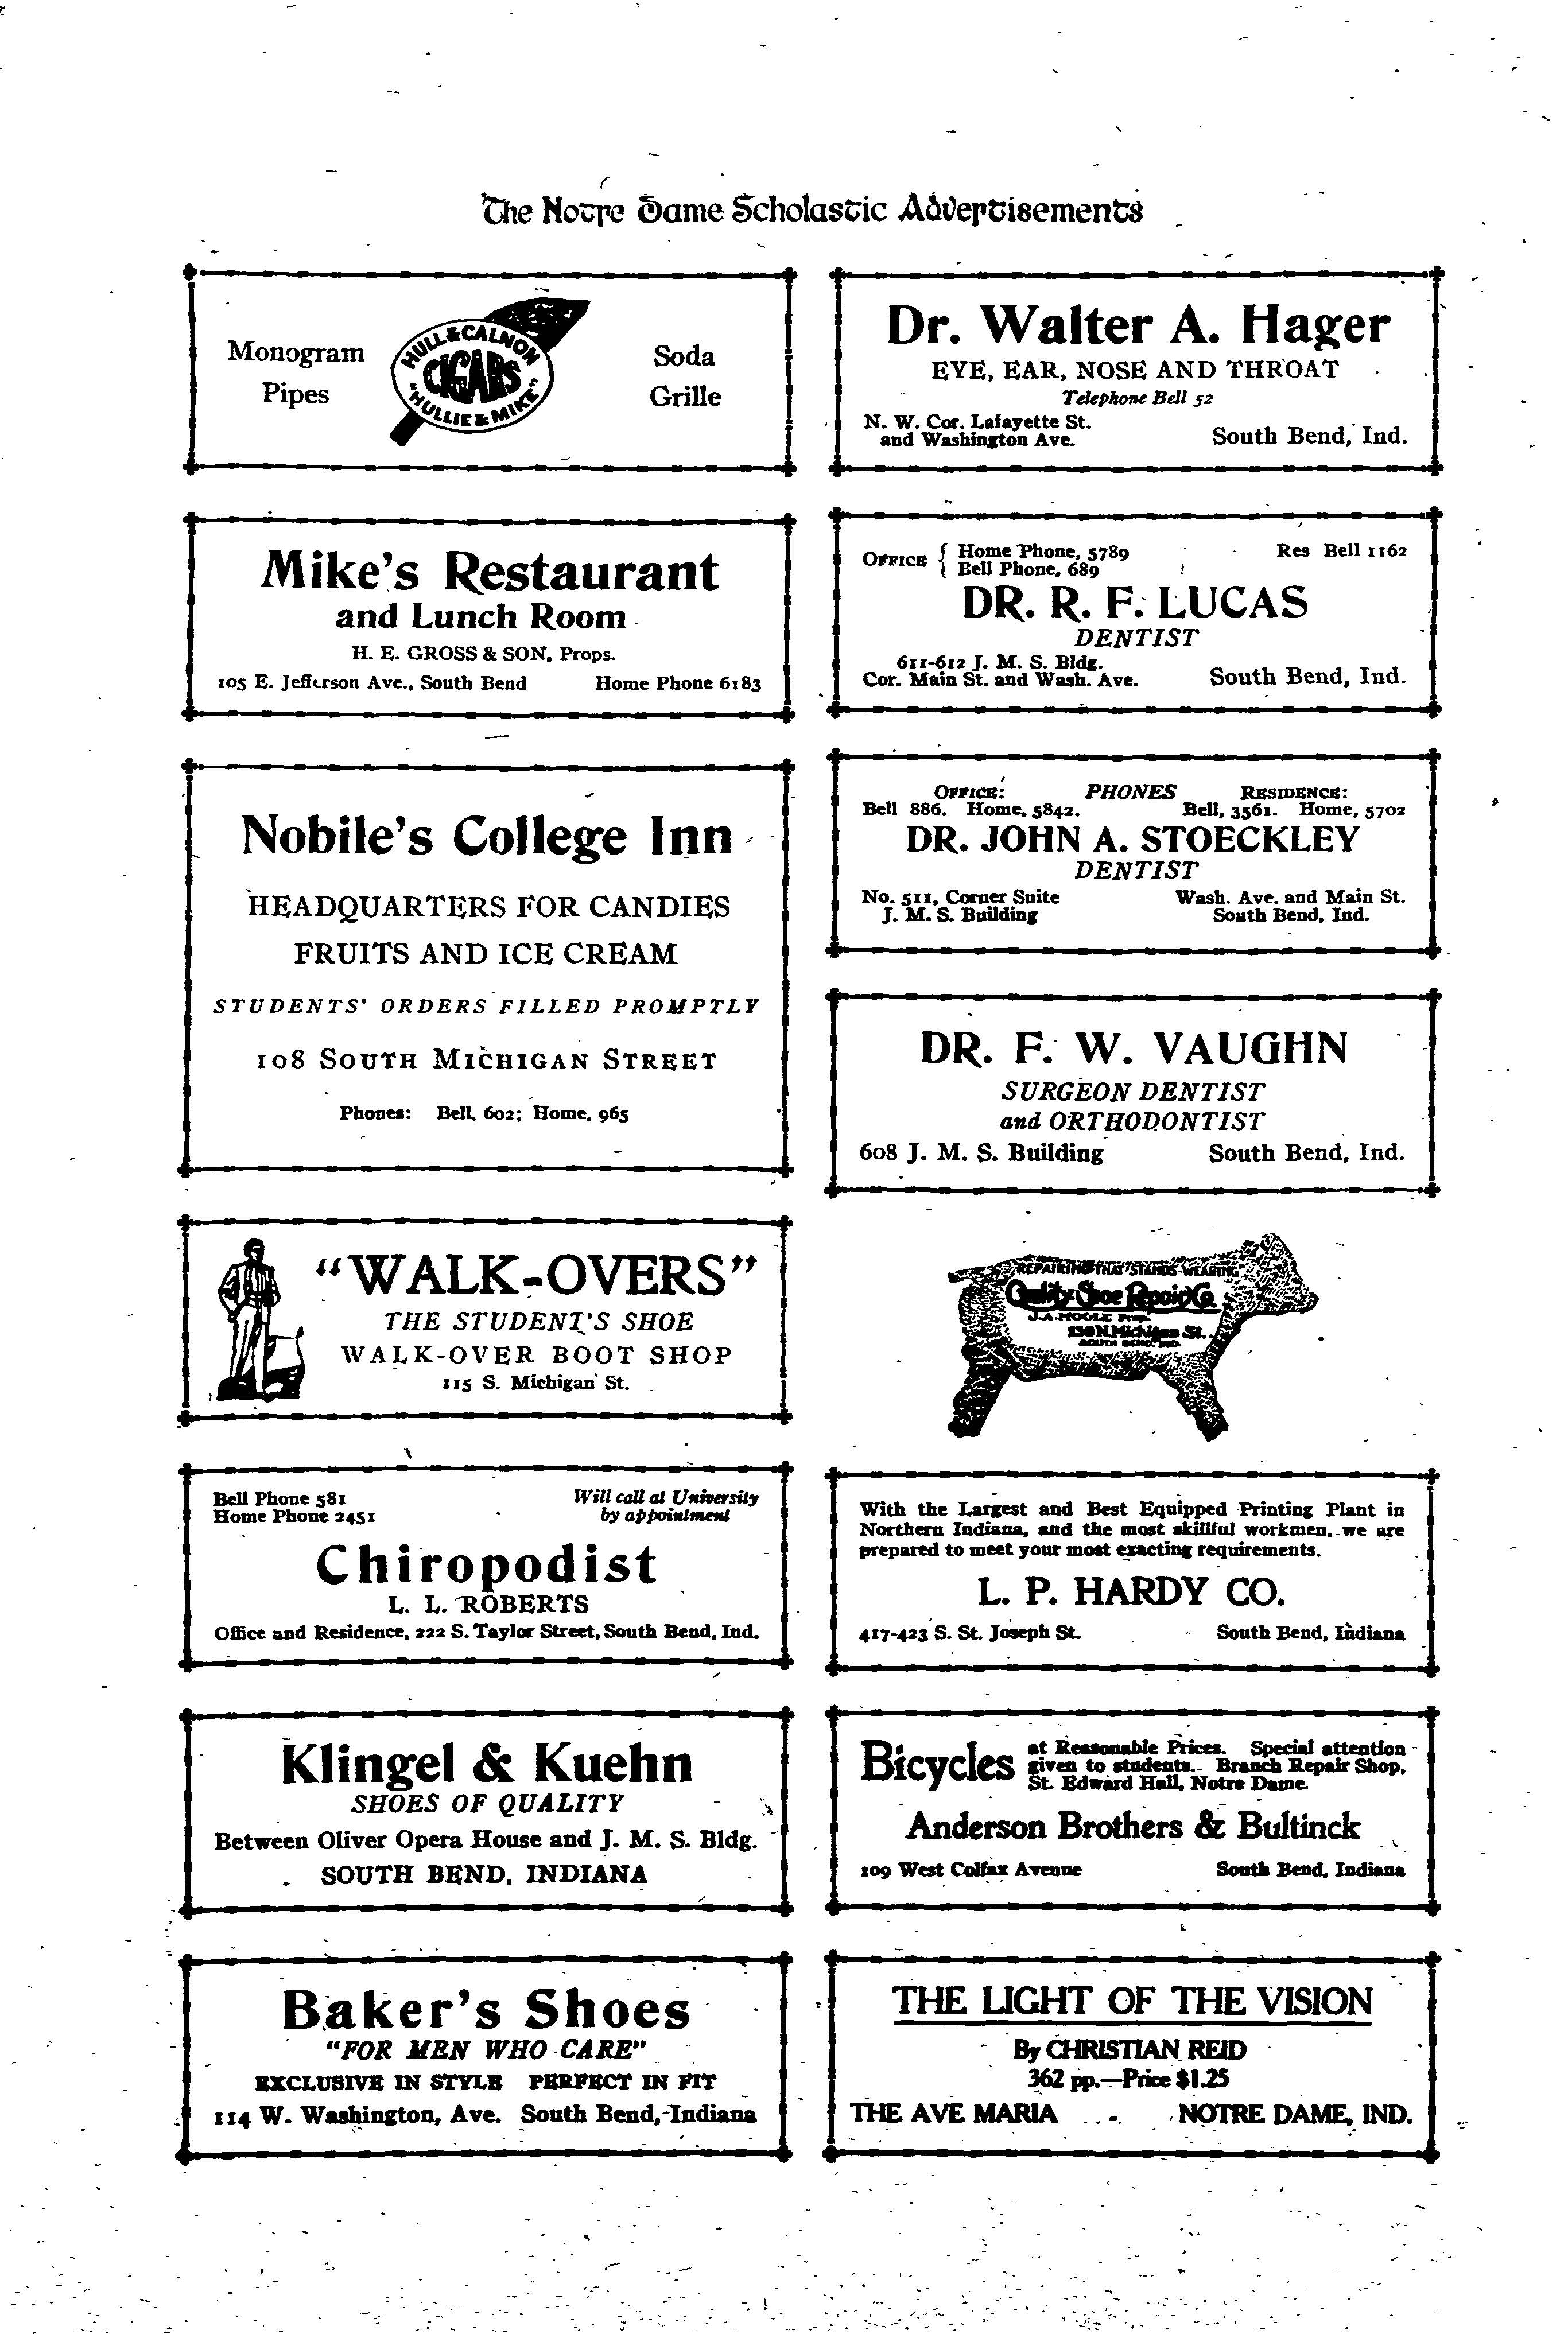 The Notre Dame Scholastic Advertisements
Monogram
Pipes
HULL & CALNON
CIGARS
"HULLIE & MIKE"
Soda
Grille
Mike's Restaurant
and Lunch Room
H. E. GROSS & SON, Props.
105 E. Jefferson Ave., South Bend Home Phone 6183
Nobile's College Inn
HEADQUARTERS FOR CANDIES
FRUITS AND ICE CREAM
STUDENTS' ORDERS FILLED PROMPTLY
108 SOUTH MICHIGAN STREET
Phones: Bell, 602; Home, 965
"WALK-OVERS"
THE STUDENT'S SHOE
WALK-OVER BOOT SHOP
115 S. Michigan St.
Bell Phone 581
Home Phone 2451
Will call at University
by appointment
Chiropodist
L. L. ROBERTS
Office and Residence, 222 S. Taylor Street, South Bend, Ind.
Klingel & Kuehn
SHOES OF QUALITY
Between Oliver Opera House and J. M. S. Bldg.
SOUTH BEND, INDIANA
Baker's Shoes
"FOR MEN WHO CARE"
EXCLUSIVE IN STYLE PERFECT IN FIT
114 W. Washington, Ave. South Bend, Indiana
Dr. Walter A. Hager
EYE, EAR, NOSE AND THROAT
Telephone Bell 52
N. W. Cor. Lafayette St.
and Washington Ave. South Bend, Ind.
OFFICE { Home Phone, 5789
Bell Phone, 689
Res Bell 1162
DR. R. F. LUCAS
DENTIST
611-612 J. M. S. Bldg.
Cor. Main St. and Wash. Ave. South Bend, Ind.
OFFICE: PHONES RESIDENCE:
Bell 886. Home, 5842. Bell, 3561. Home, 5702
DR. JOHN A. STOECKLEY
DENTIST
No. 511, Corner Suite Wash. Ave. and Main St.
J. M. S. Building South Bend, Ind.
DR. F. W. VAUGHN
SURGEON DENTIST
and ORTHODONTIST
608 J. M. S. Building South Bend, Ind.
REPAIRING THAT STANDS WEARING
Quality Shoe Repair Co.
J. A. Prop.
130 N. Michigan St.
SOUTH BEND, IND.
With the Largest and Best Equipped Printing Plant in
Northern Indiana, and the most skillful workmen, we are
prepared to meet your most exacting requirements.
L. P. HARDY CO.
417-423 S. St. Joseph St. South Bend, Indiana
Bicycles at Reasonable Prices. Special attention
given to students. Branch Repair Shop,
St. Edward Hall, Notre Dame.
Anderson Brothers & Bultinck
109 West Colfax Avenue South Bend, Indiana
THE LIGHT OF THE VISION
By CHRISTIAN REID
362 pp.—Price $1.25
THE AVE MARIA NOTRE DAME, IND.